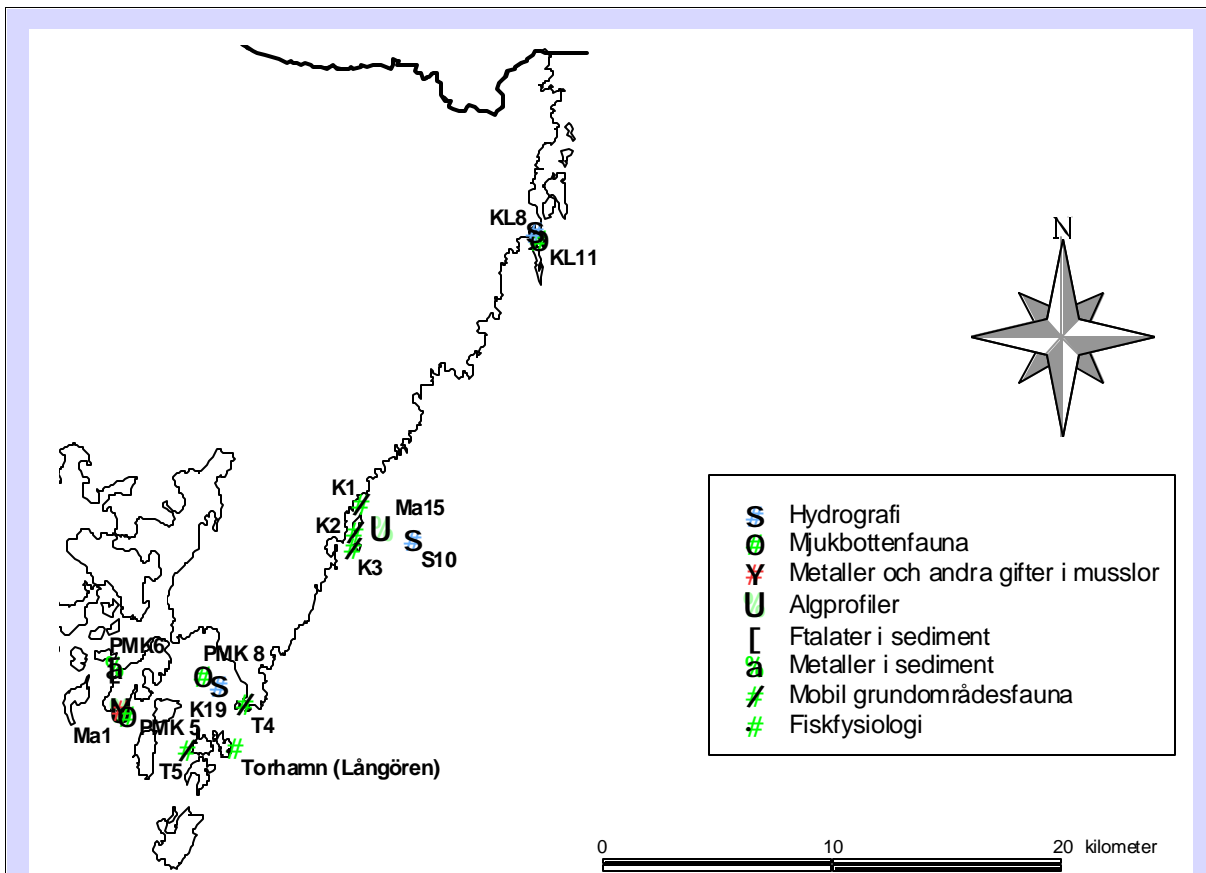 N
KL8
KL11
K1
Ma15
K2
S10
K3
PMK6
PMK 8
K19
T4
Ma1
PMK 5
T5
Torhamn (Långören)
S Hydrografi
O Mjukbottenfauna
Y Metaller och andra gifter i musslor
U Algprofiler
[ Ftalater i sediment
a Metaller i sediment
/ Mobil grundområdesfauna
# Fiskfysiologi
0 10 20 kilometer